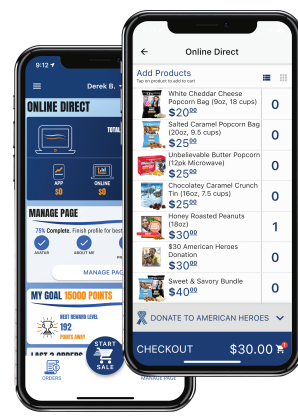 9:12
Derek B.
ONLINE DIRECT
TOTAL
APP
$0
ONLINE
$0
MANAGE PAGE
75% Complete. Finish profile for best
AVATAR
ABOUT ME
MANAGE PAG
MY GOAL 15000 POINTS
NEXT REWARD LEVEL
192
POINTS AWAY!
LAST 3 ORDERS
START
A
SALE
ORDERS
MANAGE PAGE
Online Direct
Add Products
Tap on product to add to cart
White Cheddar Cheese
Popcorn Bag (9oz, 18 cups)
$20.00
0
Salted Caramel Popcorn Bag
(20oz, 9.5 cups)
$25.00
0
Unbelievable Butter Popcorn
(12pk Microwave)
$25.00
0
Chocolatey Caramel Crunch
Tin (16oz, 7.5 cups)
$25.00
0
Honey Roasted Peanuts
(18oz)
$30.00
1
$30 American Heroes
Donation
$30.00
0
Sweet & Savory Bundle
$40.00
0
DONATE TO AMERICAN HEROES
CHECKOUT
$30.00